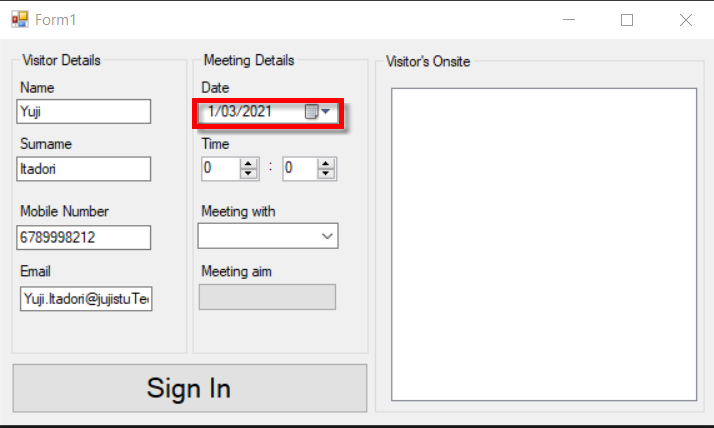 Form1
Visitor Details
Name
Yuji
Surname
Itadori
Mobile Number
6789998212
Email
Yuji.Itadori@jujistuTe
Meeting Details
Date
1/03/2021
Time
0 : 0
Meeting with
Meeting aim
Visitor's Onsite
Sign In